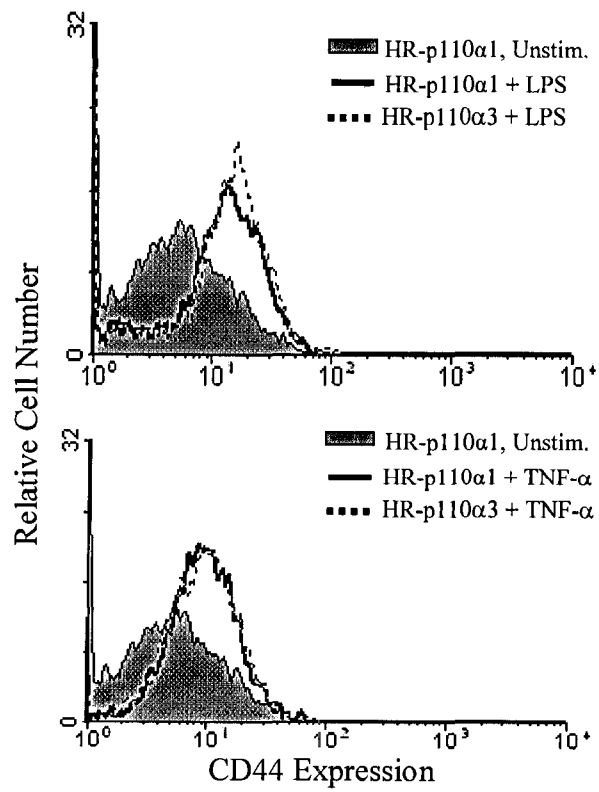 32
HR-p110α1, Unstim.
HR-p110α1 + LPS
HR-p110α3 + LPS
0
10⁰ 10¹ 10² 10³ 10⁴
Relative Cell Number
32
HR-p110α1, Unstim.
HR-p110α1 + TNF-α
HR-p110α3 + TNF-α
0
10⁰ 10¹ 10² 10³ 10⁴
CD44 Expression